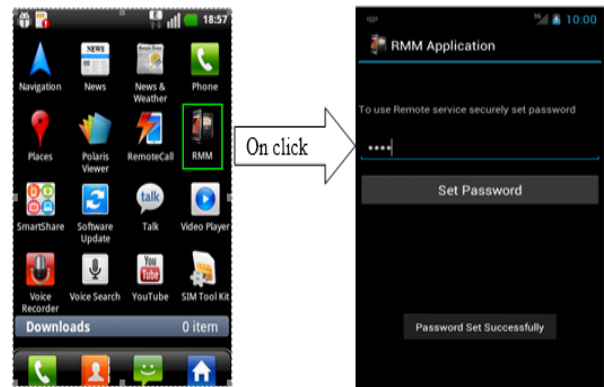 18:57
NEWS
Navigation News News & Weather Phone
Places Polaris Viewer RemoteCall RMM
talk
SmartShare Software Update Talk Video Player
You Tube
Voice Recorder Voice Search YouTube SIM Tool Kit
Downloads 0 item
On click
3G 10:00
RMM Application
To use Remote service securely set password
••••
Set Password
Password Set Successfully